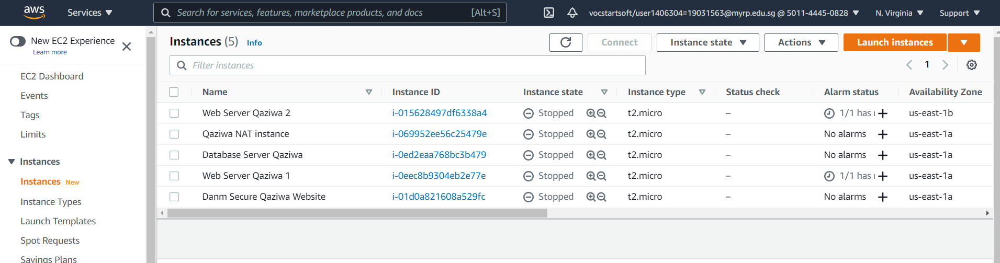 aws
Services
Search for services, features, marketplace products, and docs
[Alt+S]
vocstartsoft/user1406304=19031563@myrp.edu.sg @ 5011-4445-0828
N. Virginia
Support
New EC2 Experience
Learn more
EC2 Dashboard
Events
Tags
Limits
Instances
Instances New
Instance Types
Launch Templates
Spot Requests
Savings Plans
Instances (5) Info
Connect
Instance state
Actions
Launch instances
Filter instances
1
Name Instance ID Instance state Instance type Status check Alarm status Availability Zone
Web Server Qaziwa 2 i-015628497df6338a4 Stopped t2.micro – 1/1 has us-east-1b
Qaziwa NAT instance i-069952ee56c25479e Stopped t2.micro – No alarms us-east-1a
Database Server Qaziwa i-0ed2eaa768bc3b479 Stopped t2.micro – No alarms us-east-1a
Web Server Qaziwa 1 i-0eec8b9304eb2e77e Stopped t2.micro – 1/1 has us-east-1a
Danm Secure Qaziwa Website i-01d0a821608a529fc Stopped t2.micro – No alarms us-east-1a